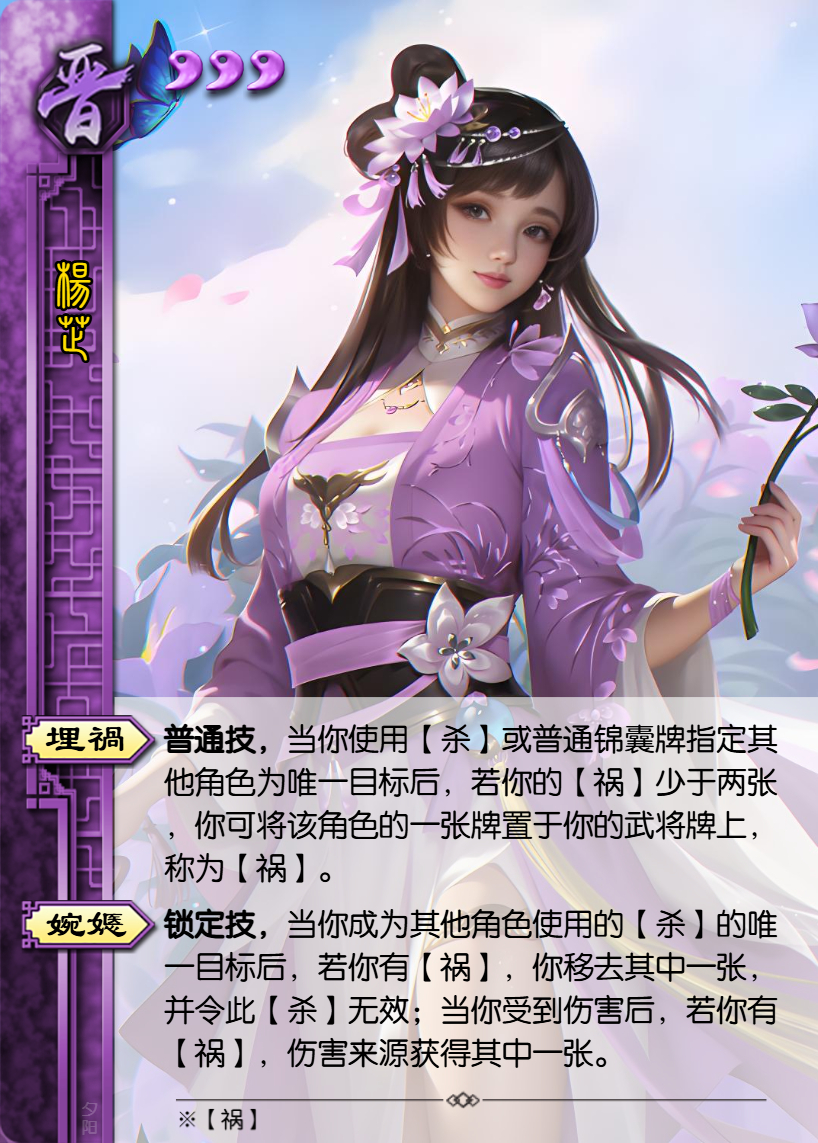 晋
楊芷
埋禍
普通技，当你使用【杀】或普通锦囊牌指定其
他角色为唯一目标后，若你的【祸】少于两张
，你可将该角色的一张牌置于你的武将牌上，
称为【祸】。
婉嫕
锁定技，当你成为其他角色使用的【杀】的唯
一目标后，若你有【祸】，你移去其中一张，
并令此【杀】无效；当你受到伤害后，若你有
【祸】，伤害来源获得其中一张。
※【祸】
夕阳